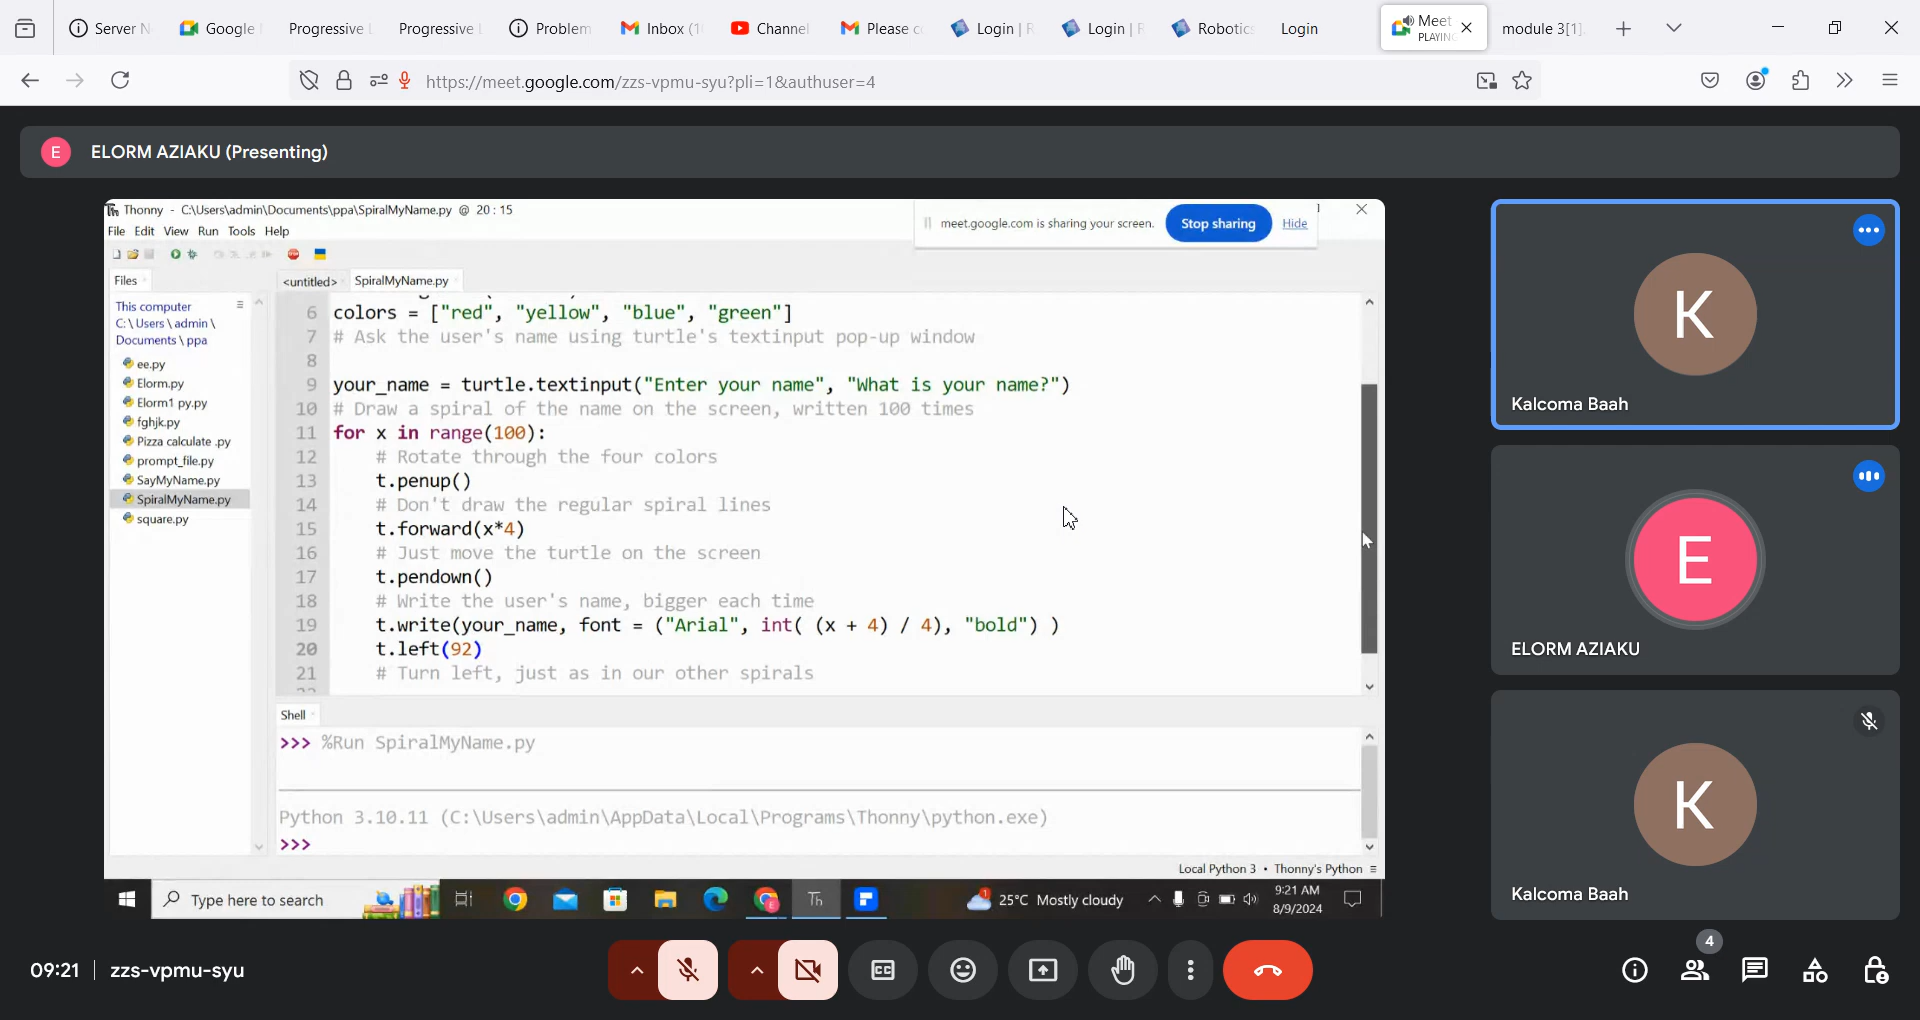 Server N
Google
Progressive
Progressive
Problem
Inbox (1
Channel
Please c
Login | R
Login | R
Robotics
Login
Meet
PLAYING
module 3[1].
https://meet.google.com/zzs-vpmu-syu?pli=1&authuser=4
E ELORM AZIAKU (Presenting)
Th Thonny - C:\Users\admin\Documents\ppa\SpiralMyName.py @ 20 : 15
meet.google.com is sharing your screen. Stop sharing Hide
File Edit View Run Tools Help
Files
<untitled> SpiralMyName.py
This computer
C: \ Users \ admin \
Documents \ ppa
ee.py
Elorm.py
Elorm1 py.py
fghjk.py
Pizza calculate .py
prompt_file.py
SayMyName.py
SpiralMyName.py
square.py
6 colors = ["red", "yellow", "blue", "green"]
7 # Ask the user's name using turtle's textinput pop-up window
8
9 your_name = turtle.textinput("Enter your name", "What is your name?")
10 # Draw a spiral of the name on the screen, written 100 times
11 for x in range(100):
12 # Rotate through the four colors
13 t.penup()
14 # Don't draw the regular spiral lines
15 t.forward(x*4)
16 # Just move the turtle on the screen
17 t.pendown()
18 # Write the user's name, bigger each time
19 t.write(your_name, font = ("Arial", int( (x + 4) / 4), "bold") )
20 t.left(92)
21 # Turn left, just as in our other spirals
Shell
>>> %Run SpiralMyName.py
Python 3.10.11 (C:\Users\admin\AppData\Local\Programs\Thonny\python.exe)
>>>
Local Python 3 • Thonny's Python ≡
Type here to search
Th
1
25°C Mostly cloudy
9:21 AM
8/9/2024
K
Kalcoma Baah
E
ELORM AZIAKU
K
Kalcoma Baah
09:21 | zzs-vpmu-syu
CC
4